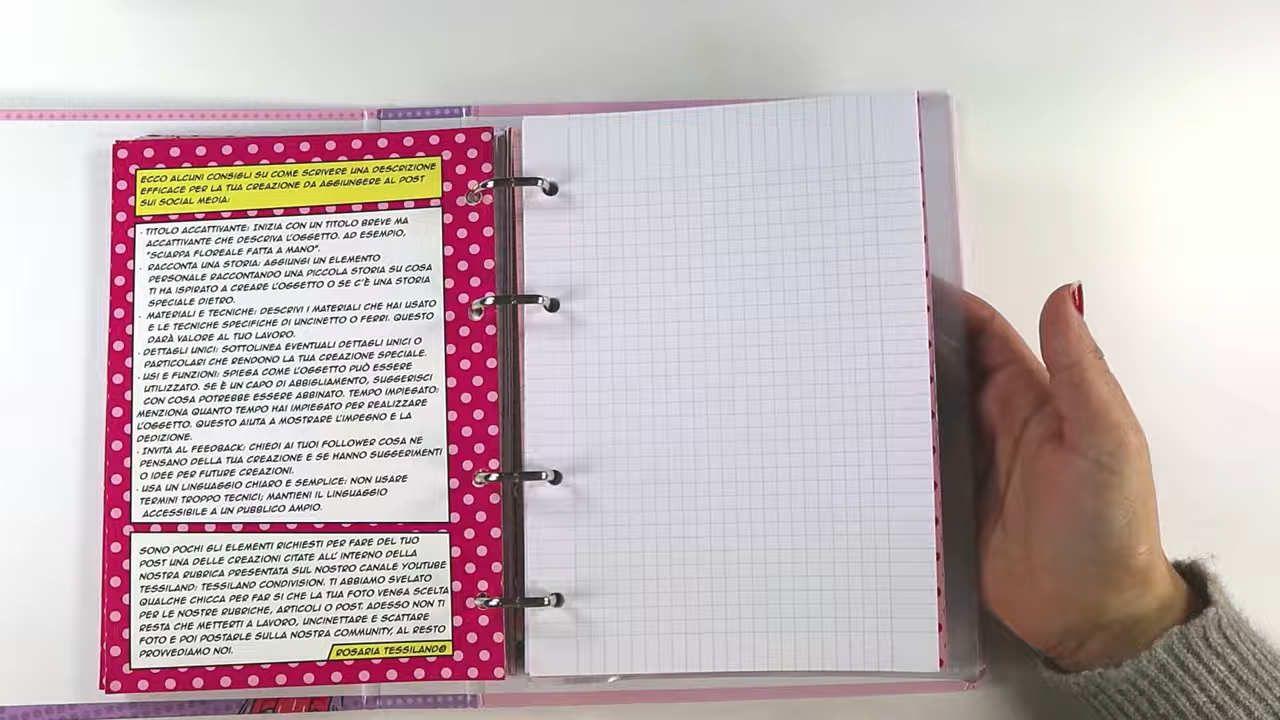 ECCO ALCUNI CONSIGLI SU COME SCRIVERE UNA DESCRIZIONE
EFFICACE PER LA TUA CREAZIONE DA AGGIUNGERE AL POST
SUI SOCIAL MEDIA:
· TITOLO ACCATTIVANTE: INIZIA CON UN TITOLO BREVE MA
ACCATTIVANTE CHE DESCRIVA L'OGGETTO. AD ESEMPIO,
"SCIARPA FLOREALE FATTA A MANO".
· RACCONTA UNA STORIA: AGGIUNGI UN ELEMENTO
PERSONALE RACCONTANDO UNA PICCOLA STORIA SU COSA
TI HA ISPIRATO A CREARE L'OGGETTO O SE C'È UNA STORIA
SPECIALE DIETRO.
· MATERIALI E TECNICHE: DESCRIVI I MATERIALI CHE HAI USATO
E LE TECNICHE SPECIFICHE DI UNCINETTO O FERRI. QUESTO
DARÀ VALORE AL TUO LAVORO.
· DETTAGLI UNICI: SOTTOLINEA EVENTUALI DETTAGLI UNICI O
PARTICOLARI CHE RENDONO LA TUA CREAZIONE SPECIALE.
· USI E FUNZIONI: SPIEGA COME L'OGGETTO PUÒ ESSERE
UTILIZZATO. SE È UN CAPO DI ABBIGLIAMENTO, SUGGERISCI
CON COSA POTREBBE ESSERE ABBINATO. TEMPO IMPIEGATO:
MENZIONA QUANTO TEMPO HAI IMPIEGATO PER REALIZZARE
L'OGGETTO. QUESTO AIUTA A MOSTRARE L'IMPEGNO E LA
DEDIZIONE.
· INVITA AL FEEDBACK: CHIEDI AI TUOI FOLLOWER COSA NE
PENSANO DELLA TUA CREAZIONE E SE HANNO SUGGERIMENTI
O IDEE PER FUTURE CREAZIONI.
· USA UN LINGUAGGIO CHIARO E SEMPLICE: NON USARE
TERMINI TROPPO TECNICI; MANTIENI IL LINGUAGGIO
ACCESSIBILE A UN PUBBLICO AMPIO.
SONO POCHI GLI ELEMENTI RICHIESTI PER FARE DEL TUO
POST UNA DELLE CREAZIONI CITATE ALL' INTERNO DELLA
NOSTRA RUBRICA PRESENTATA SUL NOSTRO CANALE YOUTUBE
TESSILAND: TESSILAND CONDIVISION. TI ABBIAMO SVELATO
QUALCHE CHICCA PER FAR SI CHE LA TUA FOTO VENGA SCELTA
PER LE NOSTRE RUBRICHE, ARTICOLI O POST. ADESSO NON TI
RESTA CHE METTERTI A LAVORO, UNCINETTARE E SCATTARE
FOTO E POI POSTARLE SULLA NOSTRA COMMUNITY, AL RESTO
PROVVEDIAMO NOI.
ROSARIA TESSILAND®